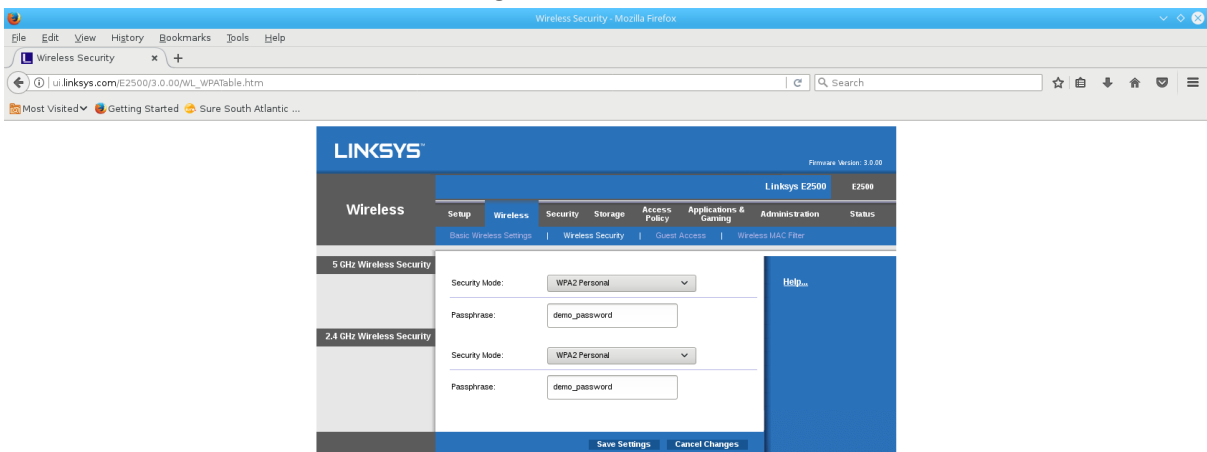 Wireless Security - Mozilla Firefox
File Edit View History Bookmarks Tools Help
Wireless Security × +
ui.linksys.com/E2500/3.0.00/WL_WPATable.htm Search
Most Visited Getting Started Sure South Atlantic ...
LINKSYS™
Firmware Version: 3.0.00
Linksys E2500 E2500
Wireless
Setup Wireless Security Storage Access Policy Applications & Gaming Administration Status
Basic Wireless Settings | Wireless Security | Guest Access | Wireless MAC Filter
5 GHz Wireless Security
Security Mode: WPA2 Personal
Help...
Passphrase: demo_password
2.4 GHz Wireless Security
Security Mode: WPA2 Personal
Passphrase: demo_password
Save Settings Cancel Changes